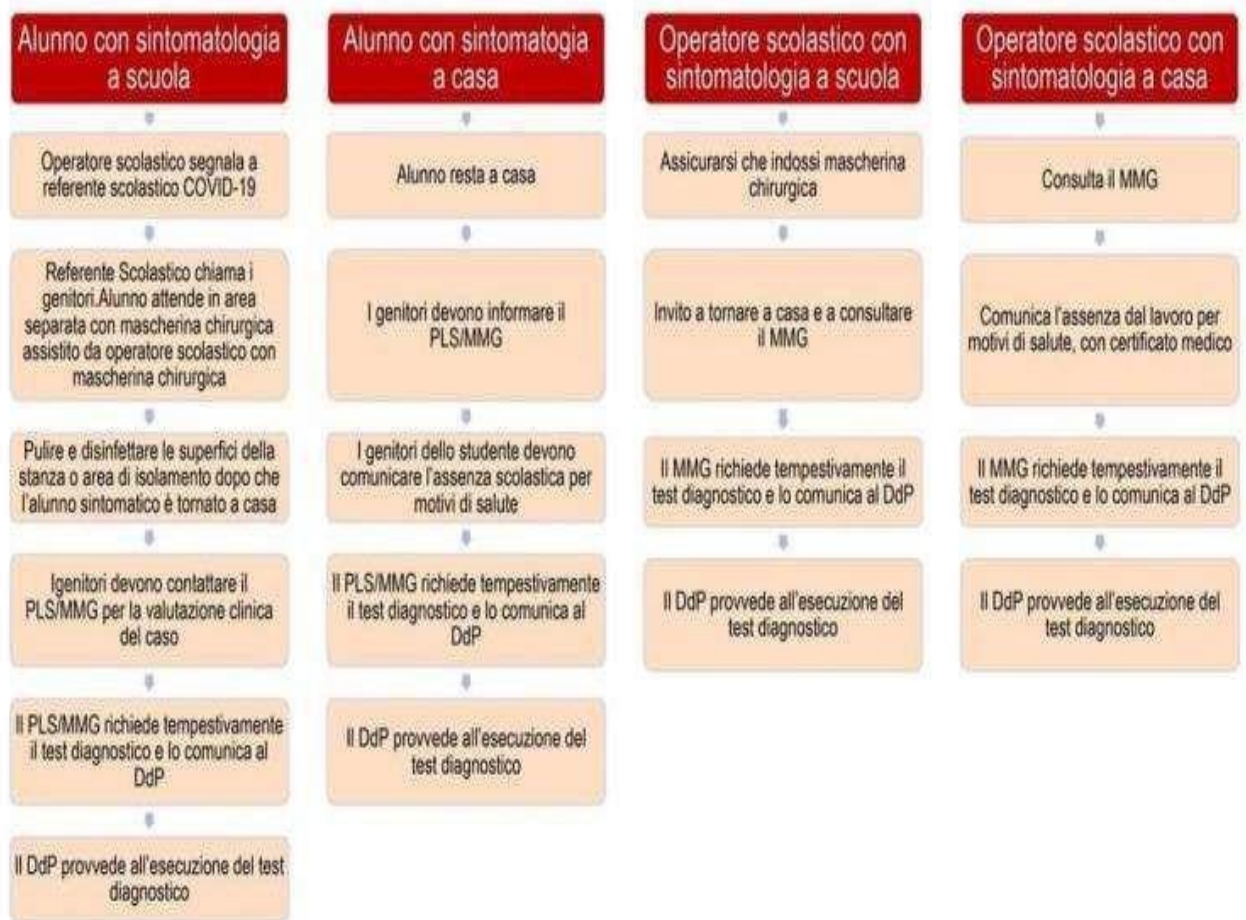 Alunno con sintomatologia
a scuola
Operatore scolastico segnala a
referente scolastico COVID-19
Referente Scolastico chiama i
genitori.Alunno attende in area
separata con mascherina chirurgica
assistito da operatore scolastico con
mascherina chirurgica
Pulire e disinfettare le superfici della
stanza o area di isolamento dopo che
l'alunno sintomatico è tornato a casa
Igenitori devono contattare il
PLS/MMG per la valutazione clinica
del caso
Il PLS/MMG richiede tempestivamente
il test diagnostico e lo comunica al
DdP
Il DdP provvede all'esecuzione del test
diagnostico
Alunno con sintomatogia
a casa
Alunno resta a casa
I genitori devono informare il
PLS/MMG
I genitori dello studente devono
comunicare l'assenza scolastica per
motivi di salute
Il PLS/MMG richiede tempestivamente
il test diagnostico e lo comunica al
DdP
Il DdP provvede all'esecuzione del
test diagnostico
Operatore scolastico con
sintomatologia a scuola
Assicurarsi che indossi mascherina
chirurgica
Invito a tornare a casa e a consultare
il MMG
Il MMG richiede tempestivamente il
test diagnostico e lo comunica al DdP
Il DdP provvede all'esecuzione del
test diagnostico
Operatore scolastico con
sintomatologia a casa
Consulta il MMG
Comunica l'assenza dal lavoro per
motivi di salute, con certificato medico
Il MMG richiede tempestivamente il
test diagnostico e lo comunica al DdP
Il DdP provvede all'esecuzione del
test diagnostico